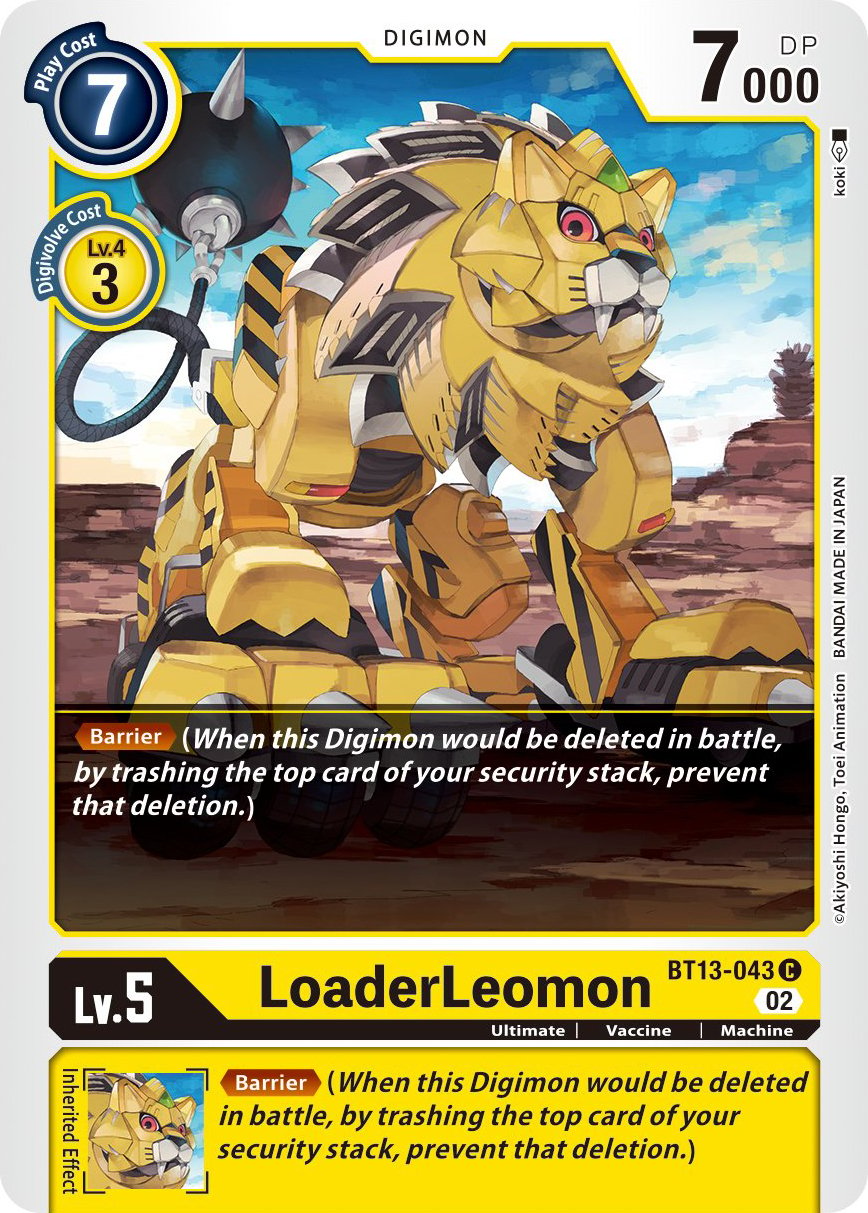 DIGIMON
Play Cost
7
DP
7000
Digivolve Cost
Lv.4
3
koki
BANDAI MADE IN JAPAN
©Akiyoshi Hongo, Toei Animation
Barrier (When this Digimon would be deleted in battle,
by trashing the top card of your security stack, prevent
that deletion.)
Lv.5
LoaderLeomon
BT13-043 C
02
Ultimate | Vaccine | Machine
Inherited Effect
Barrier (When this Digimon would be deleted
in battle, by trashing the top card of your
security stack, prevent that deletion.)